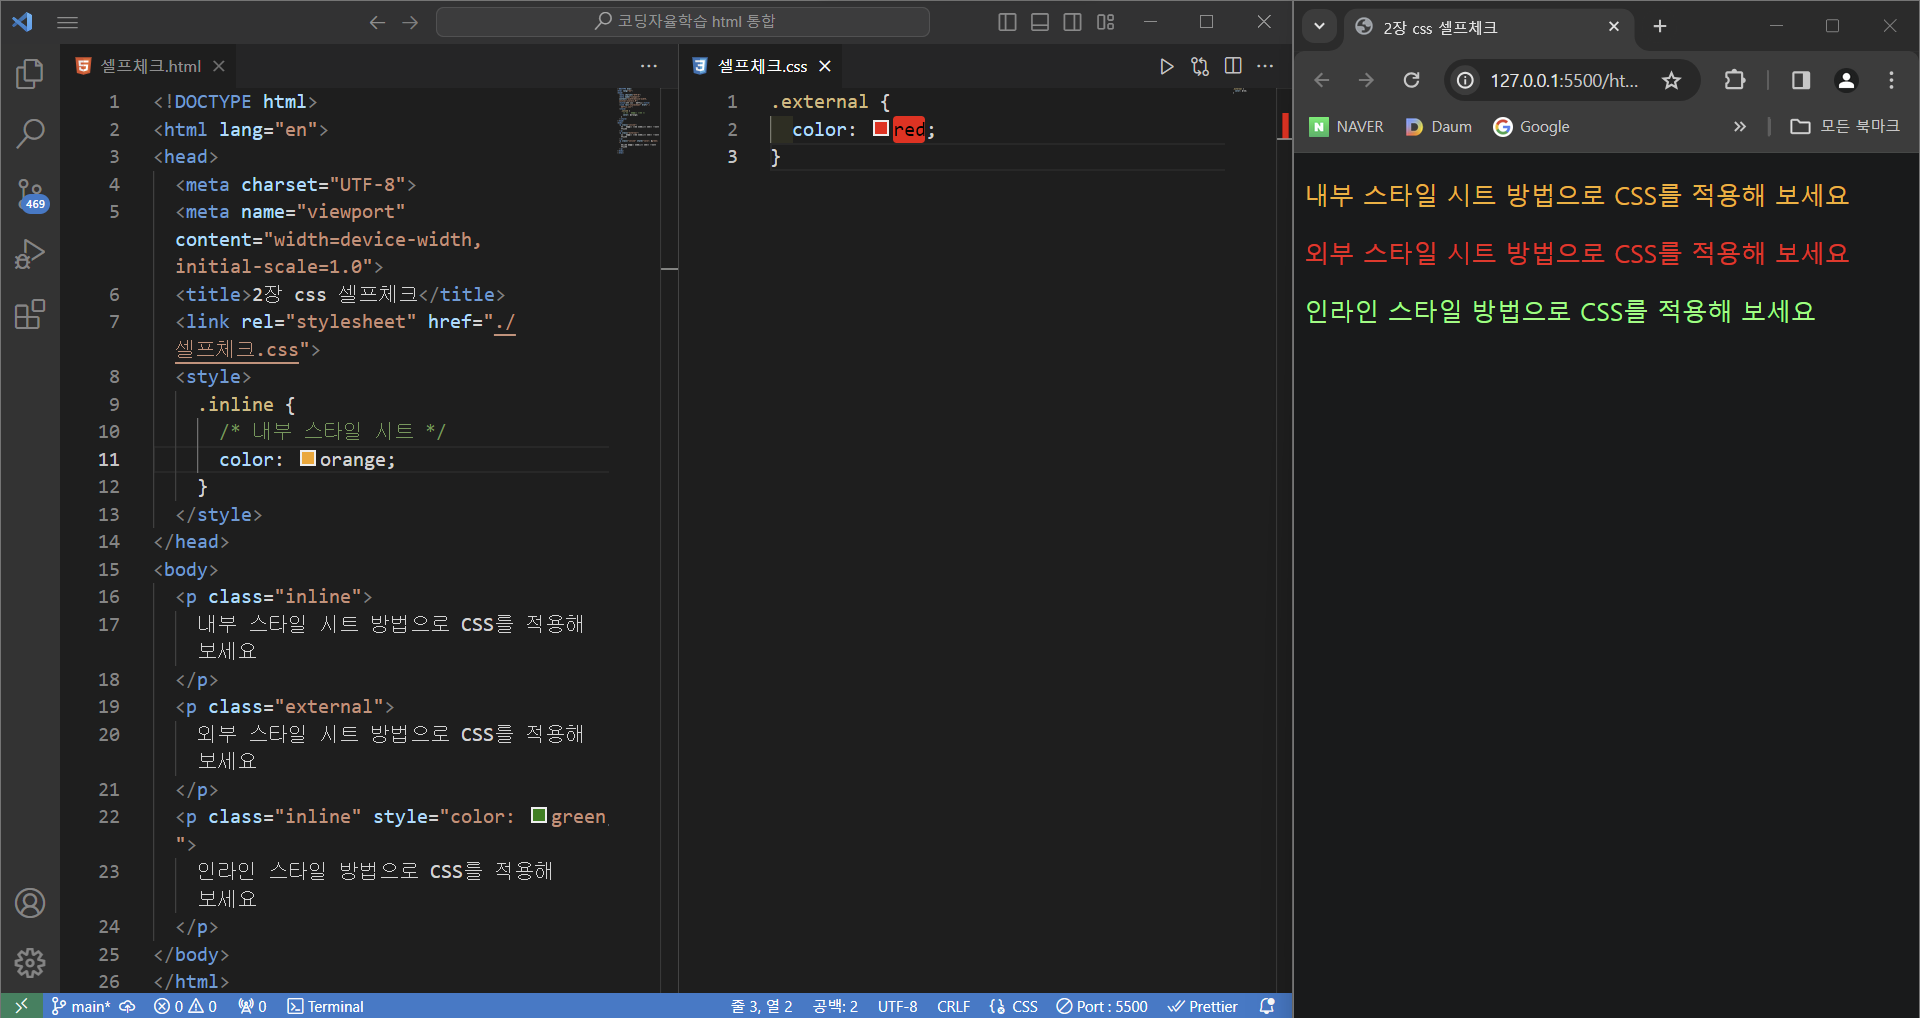 코딩자율학습 html 통합
셀프체크.html
1 <!DOCTYPE html>
2 <html lang="en">
3 <head>
4 <meta charset="UTF-8">
5 <meta name="viewport"
content="width=device-width,
initial-scale=1.0">
6 <title>2장 css 셀프체크</title>
7 <link rel="stylesheet" href="./
셀프체크.css">
8 <style>
9 .inline {
10 /* 내부 스타일 시트 */
11 color: orange;
12 }
13 </style>
14 </head>
15 <body>
16 <p class="inline">
17 내부 스타일 시트 방법으로 CSS를 적용해
보세요
18 </p>
19 <p class="external">
20 외부 스타일 시트 방법으로 CSS를 적용해
보세요
21 </p>
22 <p class="inline" style="color: green;
">
23 인라인 스타일 방법으로 CSS를 적용해
보세요
24 </p>
25 </body>
26 </html>
469
셀프체크.css
1 .external {
2 color: red;
3 }
main* 0 0 0 Terminal 줄 3, 열 2 공백: 2 UTF-8 CRLF {} CSS Port : 5500 Prettier
2장 css 셀프체크
127.0.0.1:5500/ht...
N NAVER D Daum G Google 모든 북마크
내부 스타일 시트 방법으로 CSS를 적용해 보세요
외부 스타일 시트 방법으로 CSS를 적용해 보세요
인라인 스타일 방법으로 CSS를 적용해 보세요